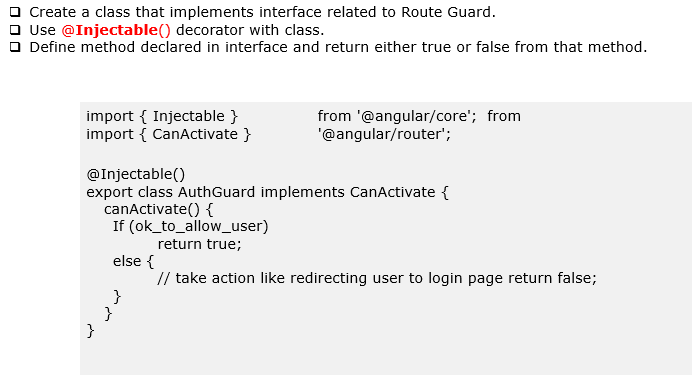 ❑ Create a class that implements interface related to Route Guard.
❑ Use @Injectable() decorator with class.
❑ Define method declared in interface and return either true or false from that method.
import { Injectable } from '@angular/core'; from
import { CanActivate } '@angular/router';
@Injectable()
export class AuthGuard implements CanActivate {
canActivate() {
If (ok_to_allow_user)
return true;
else {
// take action like redirecting user to login page return false;
}
}
}